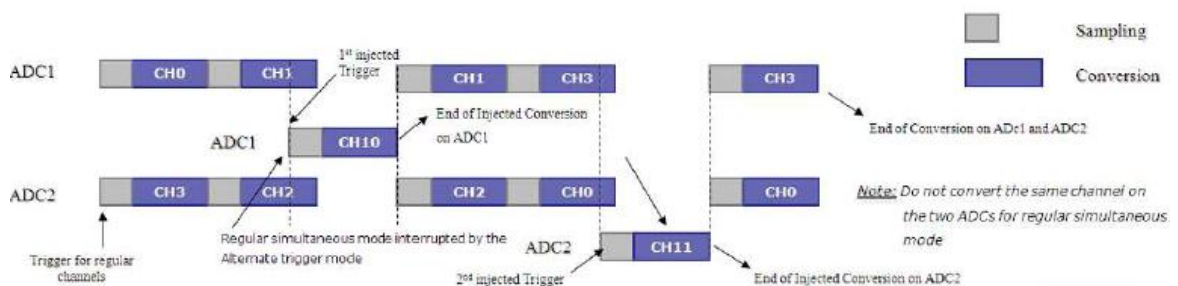 Sampling
Conversion
1st injected
Trigger
ADC1
CH0
CH1
CH1
CH3
CH3
End of Injected Conversion
on ADC1
End of Conversion on ADc1 and ADC2
ADC1
CH10
ADC2
CH3
CH2
CH2
CH0
CH0
Note: Do not convert the same channel on
the two ADCs for regular simultaneous
mode
Trigger for regular
channels
Regular simultaneous mode interrupted by the
Alternate trigger mode
ADC2
CH11
2nd injected Trigger
End of Injected Conversion on ADC2